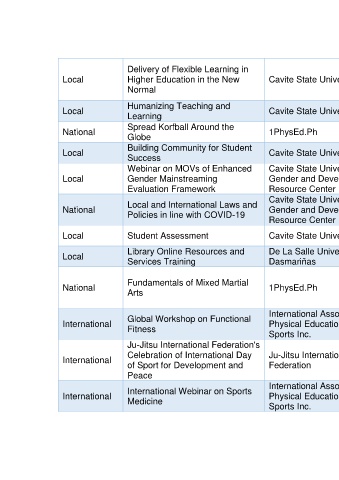 Local
Delivery of Flexible Learning in
Higher Education in the New
Normal
Cavite State Unive
Local
Humanizing Teaching and
Learning
Cavite State Unive
National
Spread Korfball Around the
Globe
1PhysEd.Ph
Local
Building Community for Student
Success
Cavite State Unive
Local
Webinar on MOVs of Enhanced
Gender Mainstreaming
Evaluation Framework
Cavite State Unive
Gender and Deve
Resource Center
National
Local and International Laws and
Policies in line with COVID-19
Cavite State Unive
Gender and Deve
Resource Center
Local
Student Assessment
Cavite State Unive
Local
Library Online Resources and
Services Training
De La Salle Unive
Dasmariñas
National
Fundamentals of Mixed Martial
Arts
1PhysEd.Ph
International
Global Workshop on Functional
Fitness
International Asso
Physical Educatio
Sports Inc.
International
Ju-Jitsu International Federation's
Celebration of International Day
of Sport for Development and
Peace
Ju-Jitsu Internatio
Federation
International
International Webinar on Sports
Medicine
International Asso
Physical Educatio
Sports Inc.